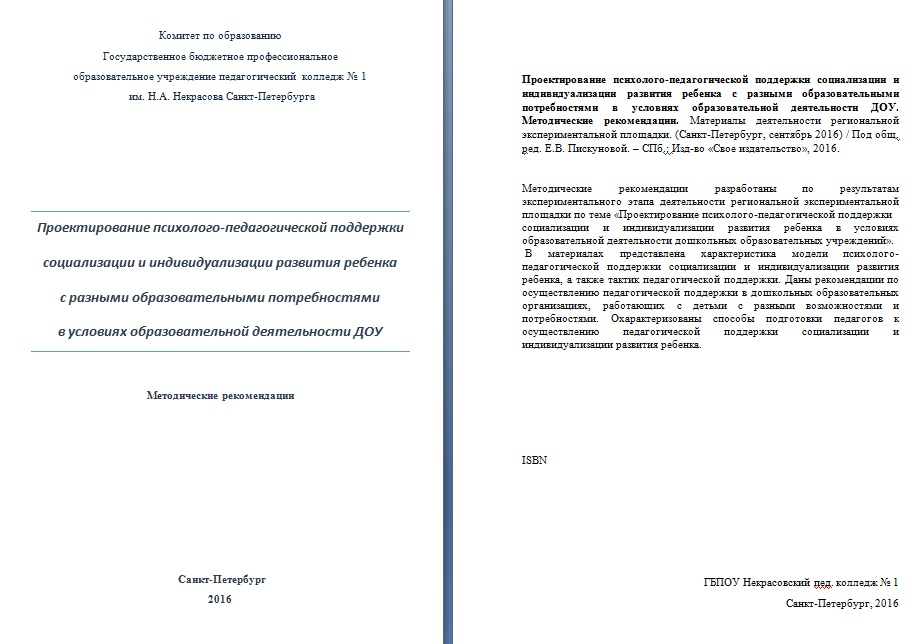 Комитет по образованию
Государственное бюджетное профессиональное
образовательное учреждение педагогический колледж № 1
им. Н.А. Некрасова Санкт-Петербурга
Проектирование психолого-педагогической поддержки
социализации и индивидуализации развития ребенка
с разными образовательными потребностями
в условиях образовательной деятельности ДОУ
Методические рекомендации
Санкт-Петербург
2016
Проектирование психолого-педагогической поддержки социализации и
индивидуализации развития ребенка с разными образовательными
потребностями в условиях образовательной деятельности ДОУ.
Методические рекомендации. Материалы деятельности региональной
экспериментальной площадки. (Санкт-Петербург, сентябрь 2016) / Под общ.
ред. Е.В. Пискуновой. – СПб.: Изд-во «Свое издательство», 2016.
Методические рекомендации разработаны по результатам
экспериментального этапа деятельности региональной экспериментальной
площадки по теме «Проектирование психолого-педагогической поддержки
социализации и индивидуализации развития ребенка в условиях
образовательной деятельности дошкольных образовательных учреждений».
В материалах представлена характеристика модели психолого-
педагогической поддержки социализации и индивидуализации развития
ребенка, а также тактик педагогической поддержки. Даны рекомендации по
осуществлению педагогической поддержки в дошкольных образовательных
организациях, работающих с детьми с разными возможностями и
потребностями. Охарактеризованы способы подготовки педагогов к
осуществлению педагогической поддержки социализации и
индивидуализации развития ребенка.
ISBN
ГБПОУ Некрасовский пед. колледж № 1
Санкт-Петербург, 2016